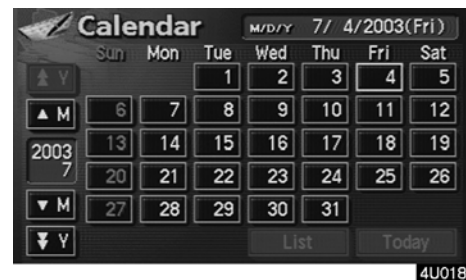 Calendar M/D/Y 7/ 4/2003(Fri)
Sun Mon Tue Wed Thu Fri Sat
Y 1 2 3 4 5
M 6 7 8 9 10 11 12
2003 13 14 15 16 17 18 19
7 20 21 22 23 24 25 26
M 27 28 29 30 31
Y List Today
4U018